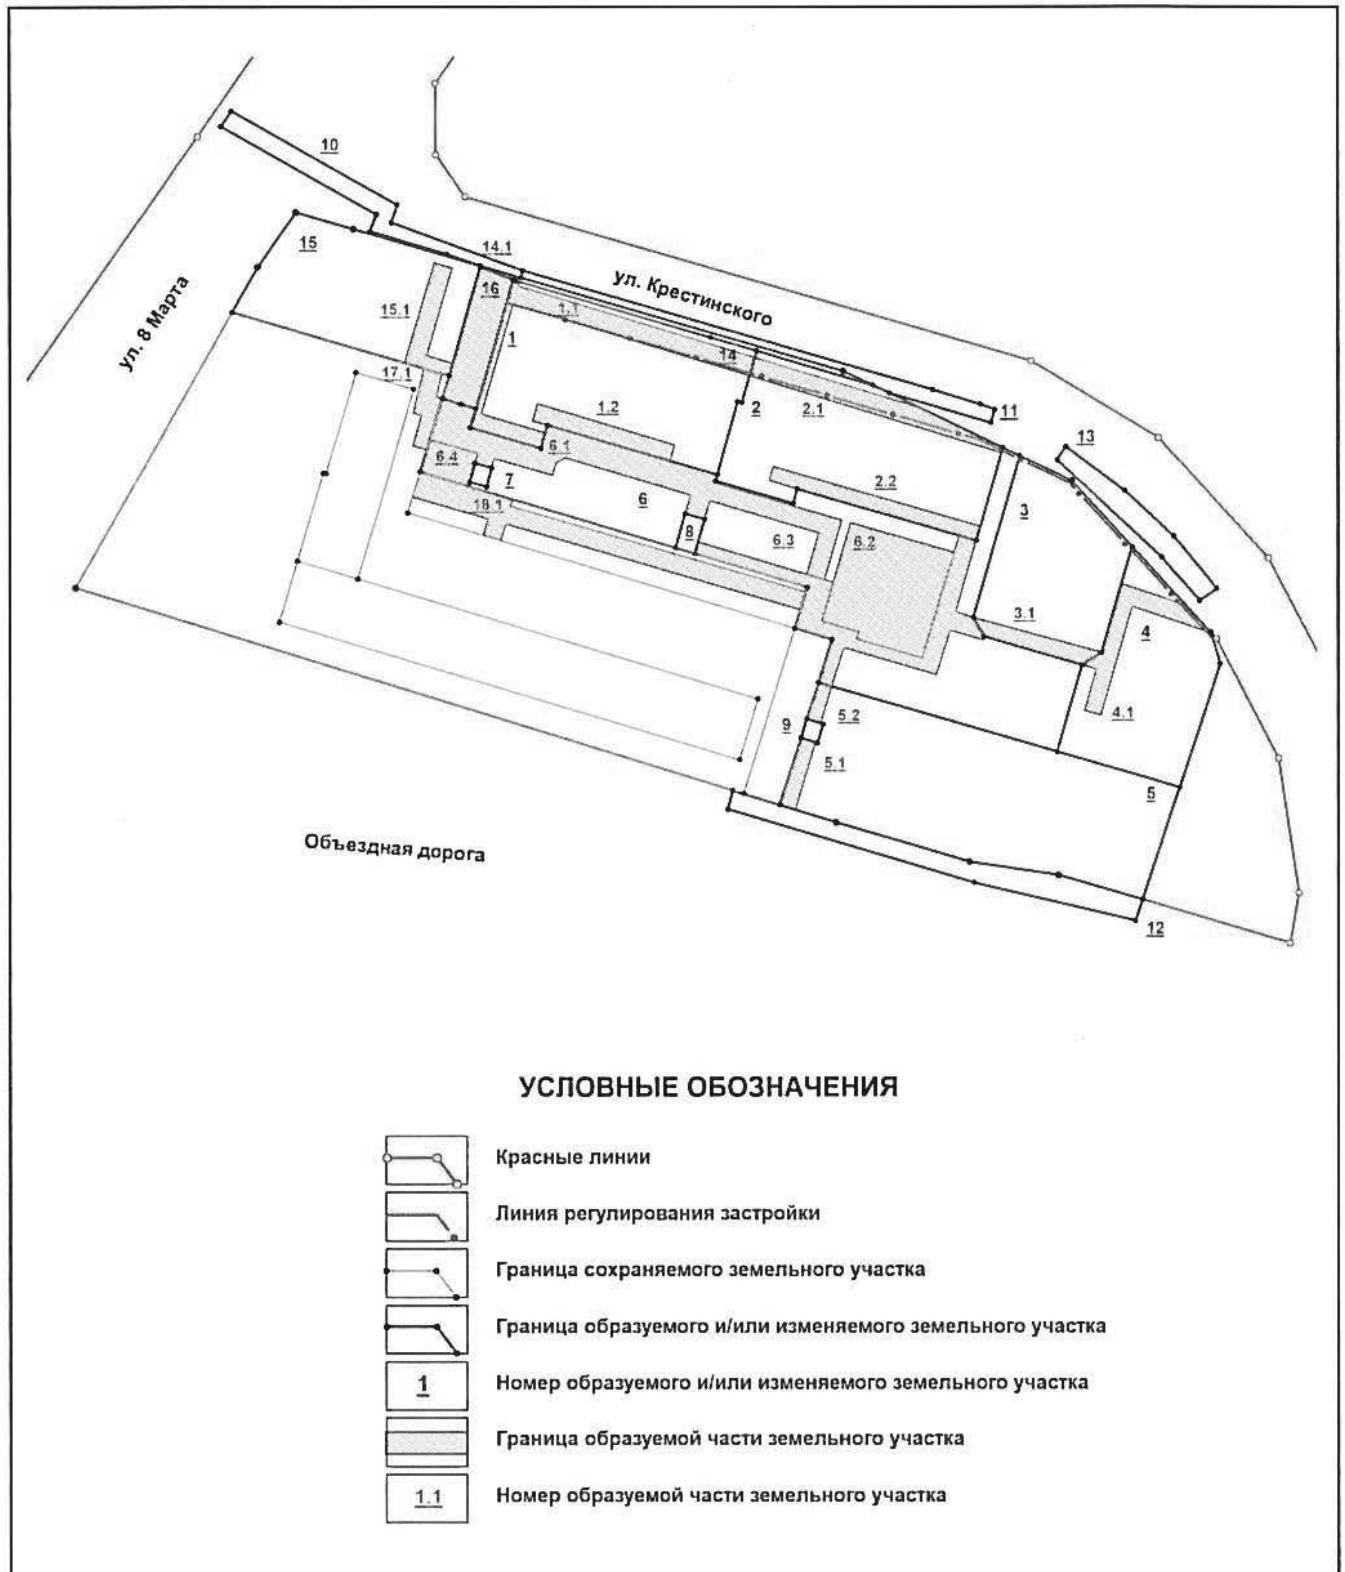 10
15
14.1
ул. Крестинского
16
ул. 8 Марта
15.1
1.1
1
14
17.1
1.2
2
2.1
11
13
6.1
6.4
7
2.2
3
18.1
6
8
6.3
6.2
3.1
4
4.1
9
5.2
5.1
5
Объездная дорога
12
УСЛОВНЫЕ ОБОЗНАЧЕНИЯ
Красные линии
Линия регулирования застройки
Граница сохраняемого земельного участка
Граница образуемого и/или изменяемого земельного участка
1 Номер образуемого и/или изменяемого земельного участка
Граница образуемой части земельного участка
1.1 Номер образуемой части земельного участка